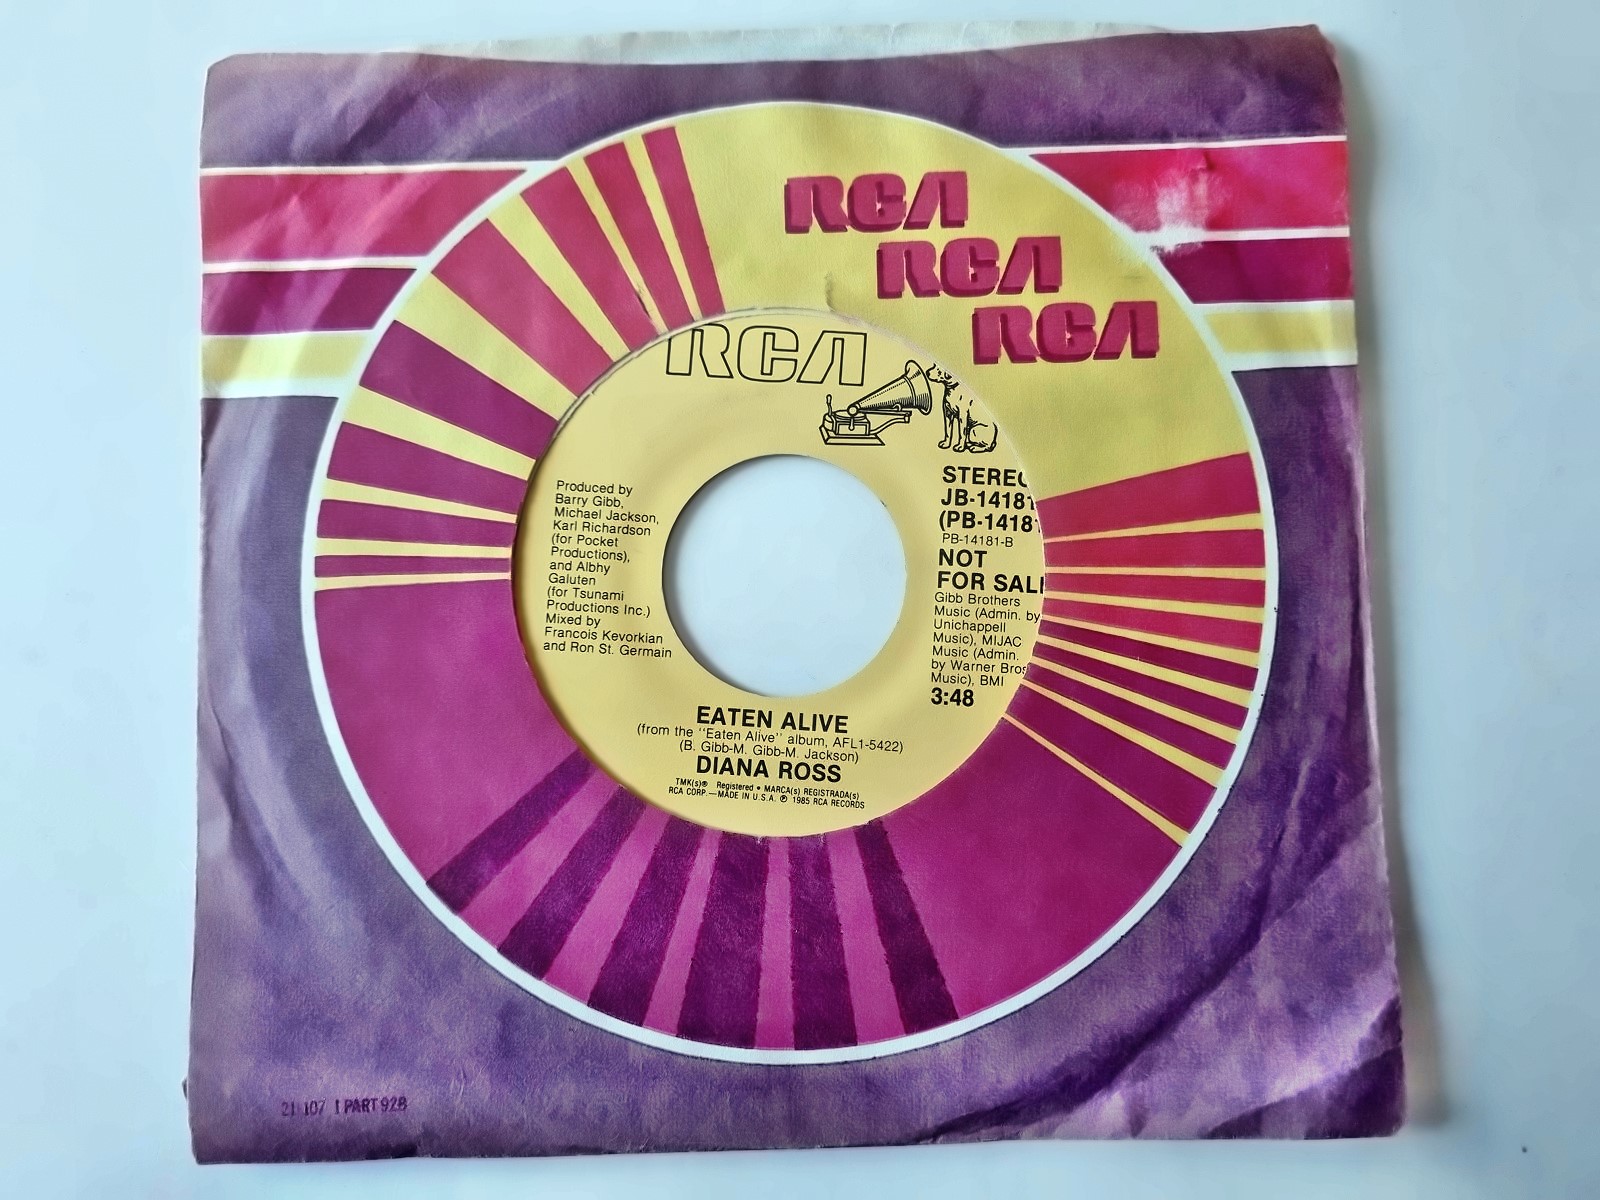 RCA
RCA
RCA
RCA
STEREO
JB-14181
(PB-14181
PB-14181-B
NOT
FOR SALE
Gibb Brothers
Music (Admin. by
Unichappell
Music), MIJAC
Music (Admin.
by Warner Bros
Music), BMI
3:48
Produced by
Barry Gibb,
Michael Jackson,
Karl Richardson
(for Pocket
Productions),
and Albhy
Galuten
(for Tsunami
Productions Inc.)
Mixed by
Francois Kevorkian
and Ron St. Germain
EATEN ALIVE
(from the "Eaten Alive" album, AFL1-5422)
(B. Gibb-M. Gibb-M. Jackson)
DIANA ROSS
TMK(s)® Registered • MARCA(s) REGISTRADA(s)
RCA CORP.—MADE IN U.S.A. ℗ 1985 RCA RECORDS
21 107 1 PART 92B